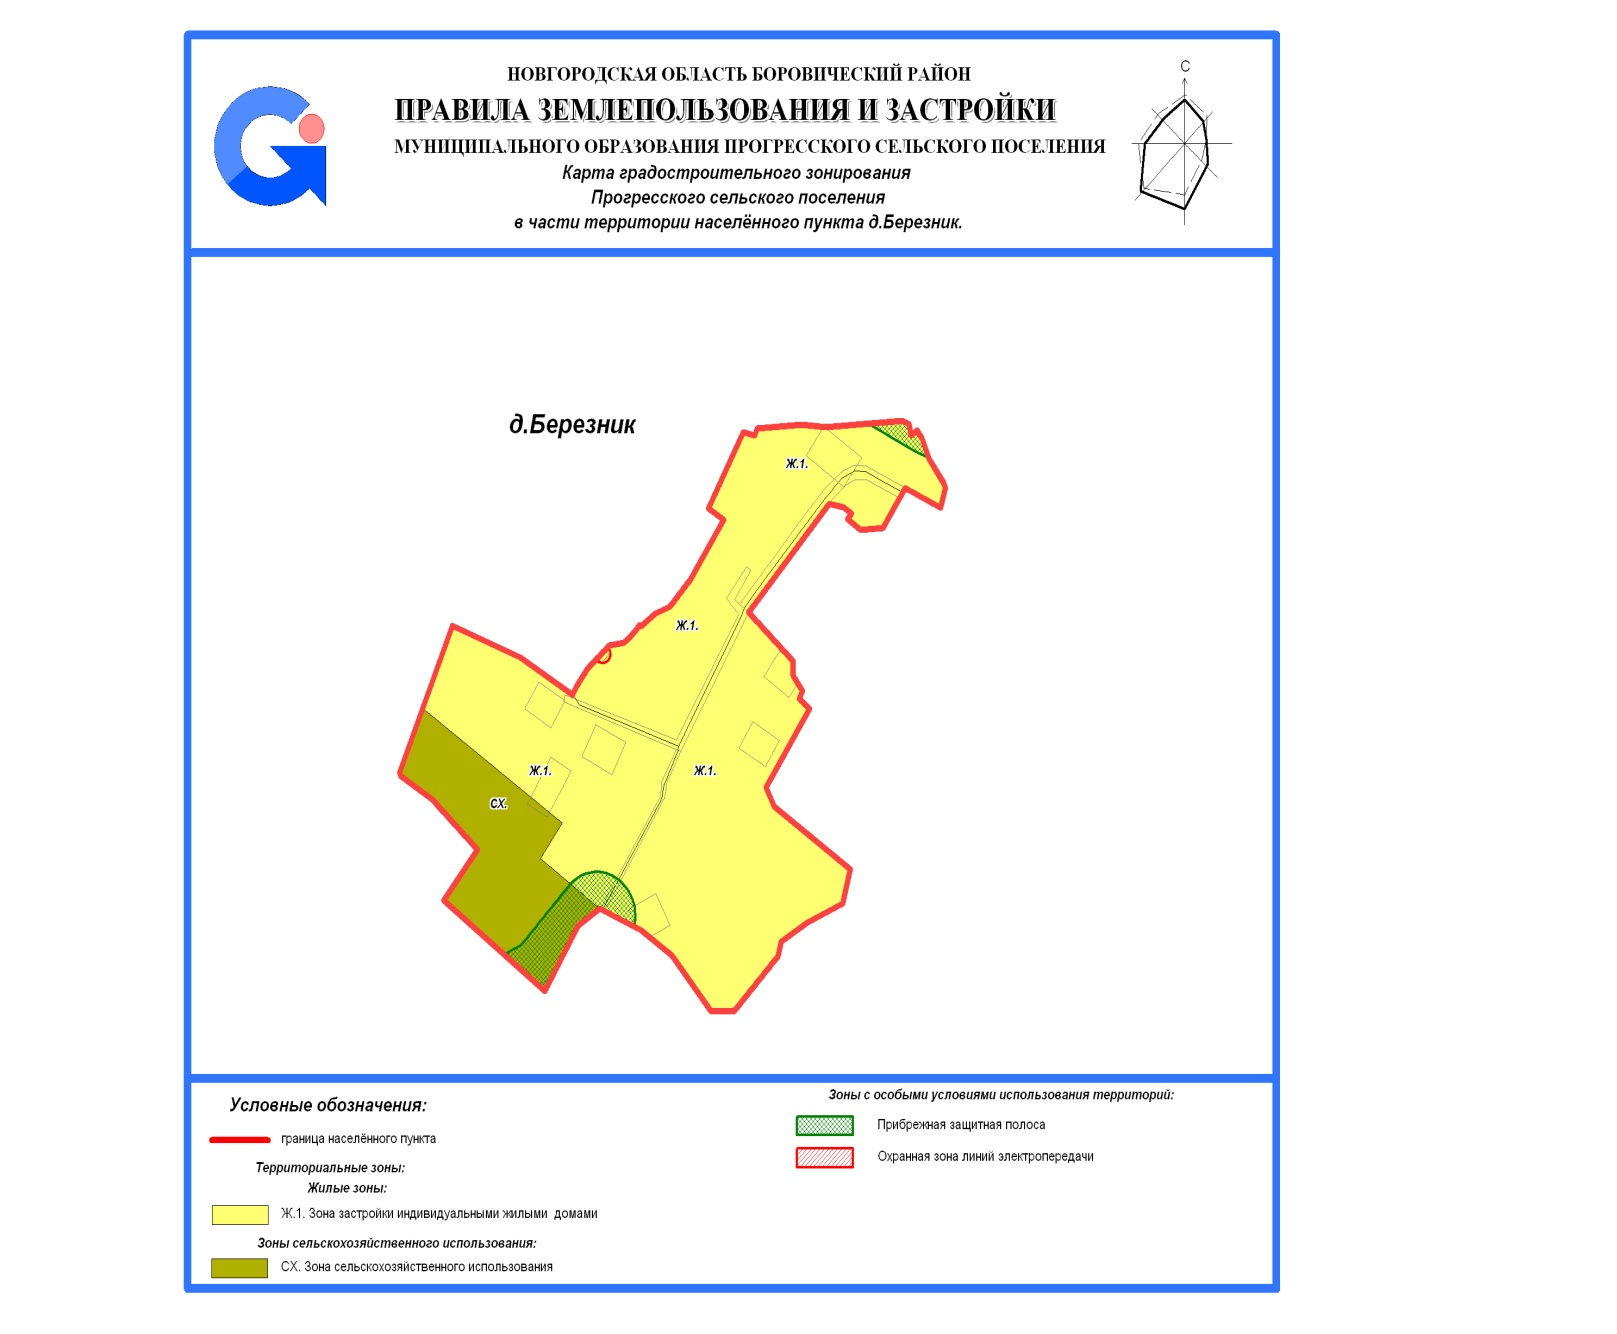 НОВГОРОДСКАЯ ОБЛАСТЬ БОРОВИЧЕСКИЙ РАЙОН
ПРАВИЛА ЗЕМЛЕПОЛЬЗОВАНИЯ И ЗАСТРОЙКИ
МУНИЦИПАЛЬНОГО ОБРАЗОВАНИЯ ПРОГРЕССКОГО СЕЛЬСКОГО ПОСЕЛЕНИЯ
Карта градостроительного зонирования
Прогресского сельского поселения
в части территории населённого пункта д.Березник.
С
д.Березник
Ж.1.
Ж.1.
Ж.1.
Ж.1.
СХ.
Условные обозначения:
граница населённого пункта
Территориальные зоны:
Жилые зоны:
Ж.1. Зона застройки индивидуальными жилыми домами
Зоны сельскохозяйственного использования:
СХ. Зона сельскохозяйственного использования
Зоны с особыми условиями использования территорий:
Прибрежная защитная полоса
Охранная зона линий электропередачи